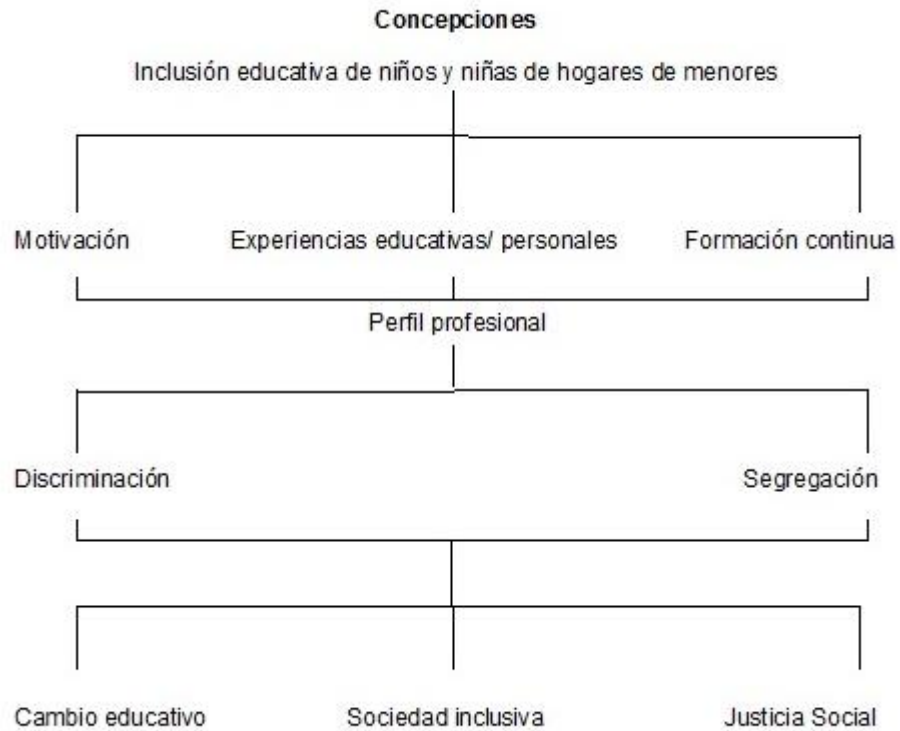 Concepciones
Inclusión educativa de niños y niñas de hogares de menores
Motivación
Experiencias educativas/ personales
Formación continua
Perfil profesional
Discriminación
Segregación
Cambio educativo
Sociedad inclusiva
Justicia Social